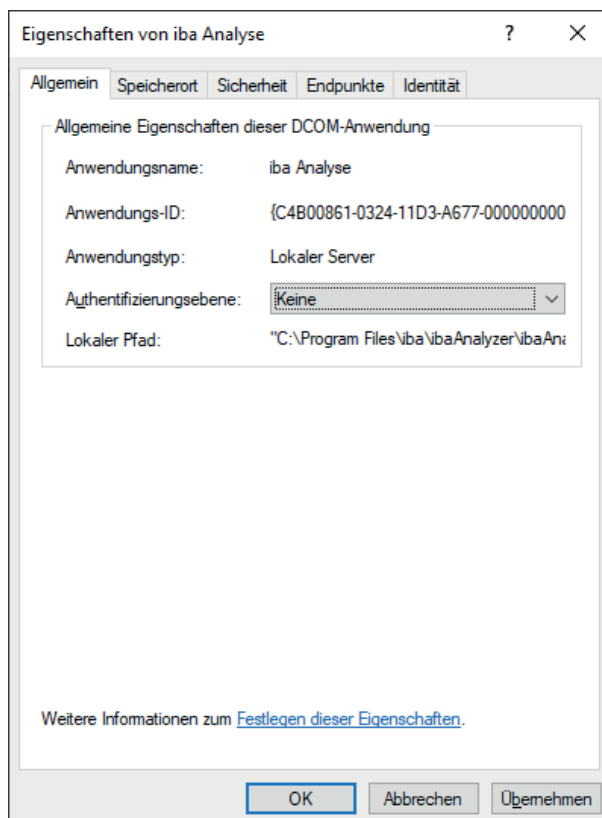 Eigenschaften von iba Analyse ?
Allgemein Speicherort Sicherheit Endpunkte Identität
Allgemeine Eigenschaften dieser DCOM-Anwendung
Anwendungsname: iba Analyse
Anwendungs-ID: {C4B00861-0324-11D3-A677-000000000
Anwendungstyp: Lokaler Server
Authentifizierungsebene: Keine
Lokaler Pfad: "C:\Program Files\iba\ibaAnalyzer\ibaAna
Weitere Informationen zum Festlegen dieser Eigenschaften.
OK Abbrechen Übernehmen